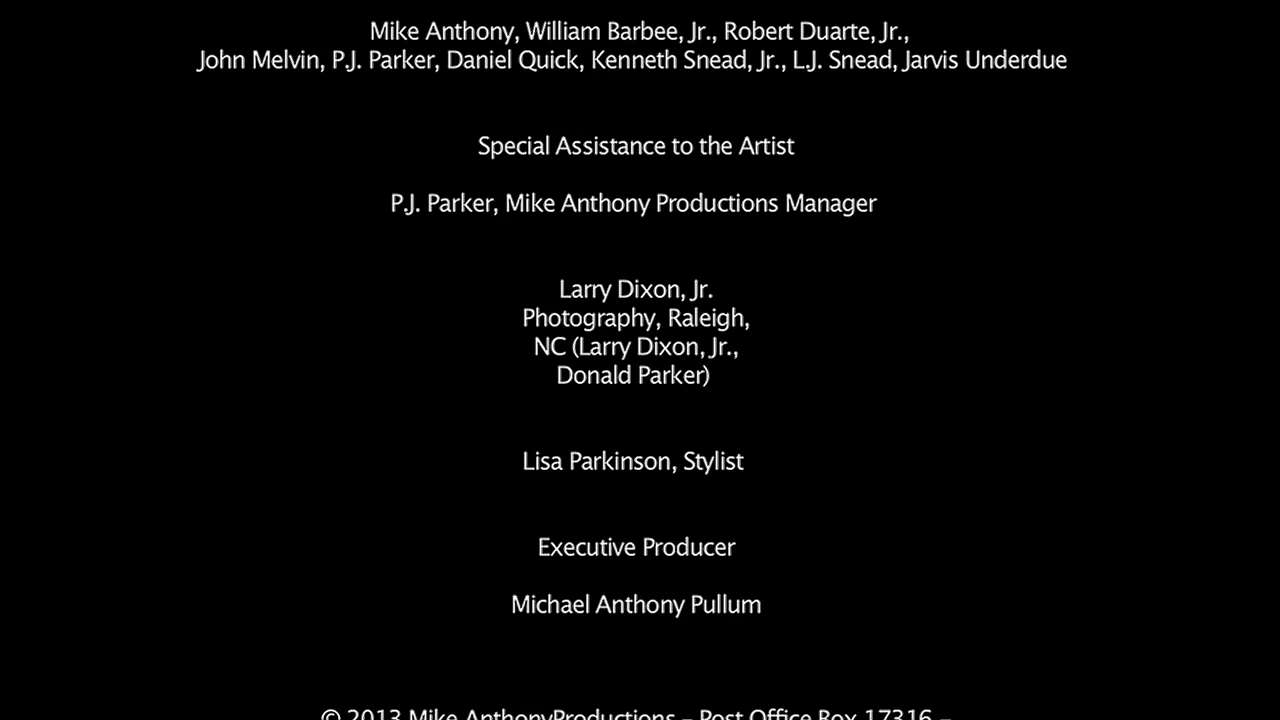 Mike Anthony, William Barbee, Jr., Robert Duarte, Jr.,
John Melvin, P.J. Parker, Daniel Quick, Kenneth Snead, Jr., L.J. Snead, Jarvis Underdue
Special Assistance to the Artist
P.J. Parker, Mike Anthony Productions Manager
Larry Dixon, Jr.
Photography, Raleigh,
NC (Larry Dixon, Jr.,
Donald Parker)
Lisa Parkinson, Stylist
Executive Producer
Michael Anthony Pullum
© 2013 Mike AnthonyProductions – Post Office Box 17316 –